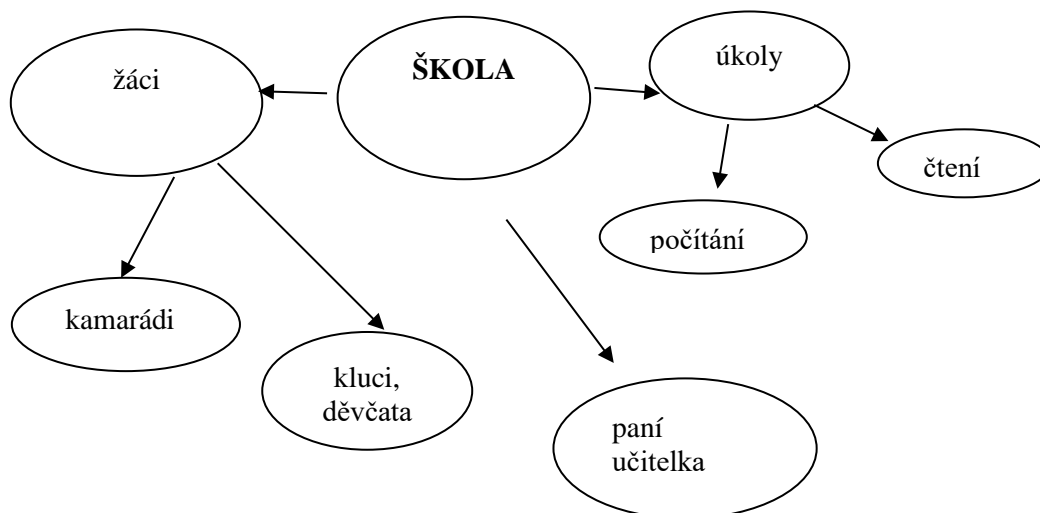 ŠKOLA
žáci
úkoly
čtení
počítání
kamarádi
kluci,
děvčata
paní
učitelka